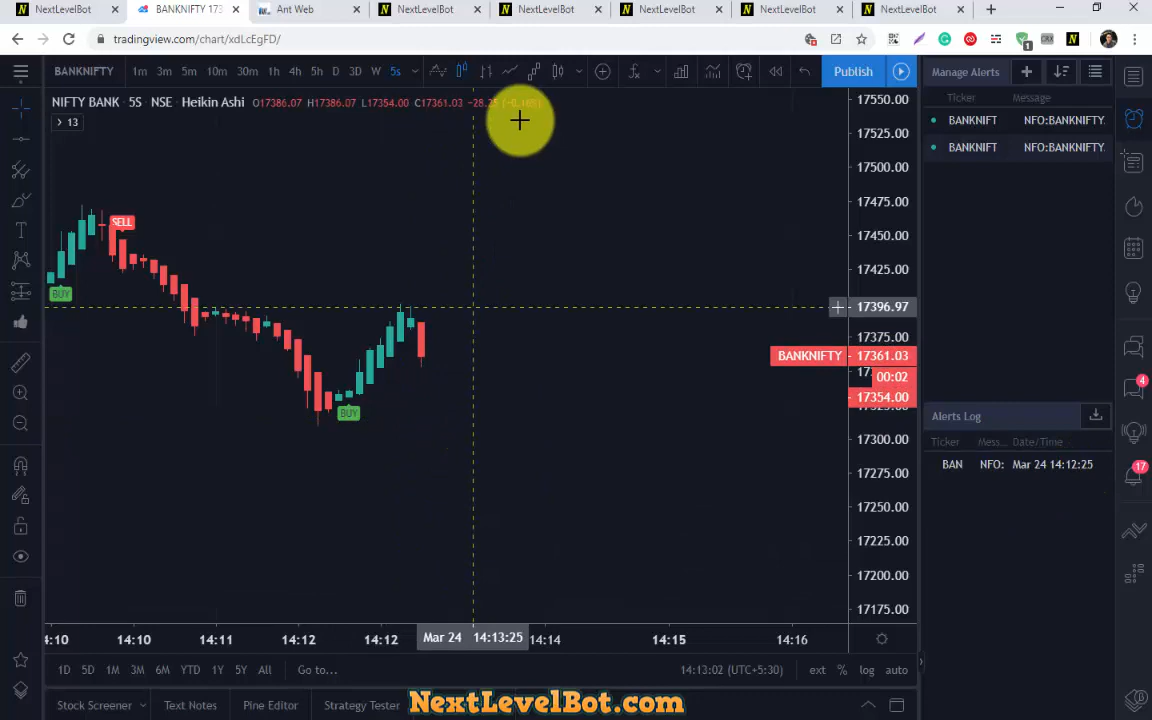 NextLevelBot
BANKNIFTY 173
Ant Web
NextLevelBot
NextLevelBot
NextLevelBot
NextLevelBot
NextLevelBot
tradingview.com/chart/xdLcEgFD/
BANKNIFTY 1m 3m 5m 10m 30m 1h 4h 5h D 3D W 5s Publish
Manage Alerts
NIFTY BANK · 5S · NSE · Heikin Ashi O17386.07 H17386.07 L17354.00 C17361.03
13
Ticker Message
BANKNIFT NFO:BANKNIFTY.
BANKNIFT NFO:BANKNIFTY.
17550.00
17525.00
17500.00
17475.00
17450.00
17425.00
17396.97
17375.00
BANKNIFTY 17361.03
00:02
17354.00
17300.00
17275.00
17250.00
17225.00
17200.00
17175.00
SELL
BUY
BUY
Alerts Log
Ticker Mess... Date/Time
BAN NFO: Mar 24 14:12:25
4
17
1
:10 14:10 14:11 14:12 14:12 Mar 24 14:13:25 14:14 14:15 14:16
1D 5D 1M 3M 6M YTD 1Y 5Y All Go to... 14:13:02 (UTC+5:30) ext % log auto
Stock Screener Text Notes Pine Editor Strategy Tester
NextLevelBot.com